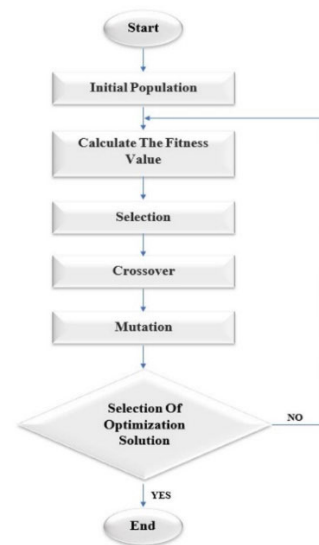 Start
Initial Population
Calculate The Fitness
Value
Selection
Crossover
Mutation
Selection Of
Optimization
Solution
NO
YES
End